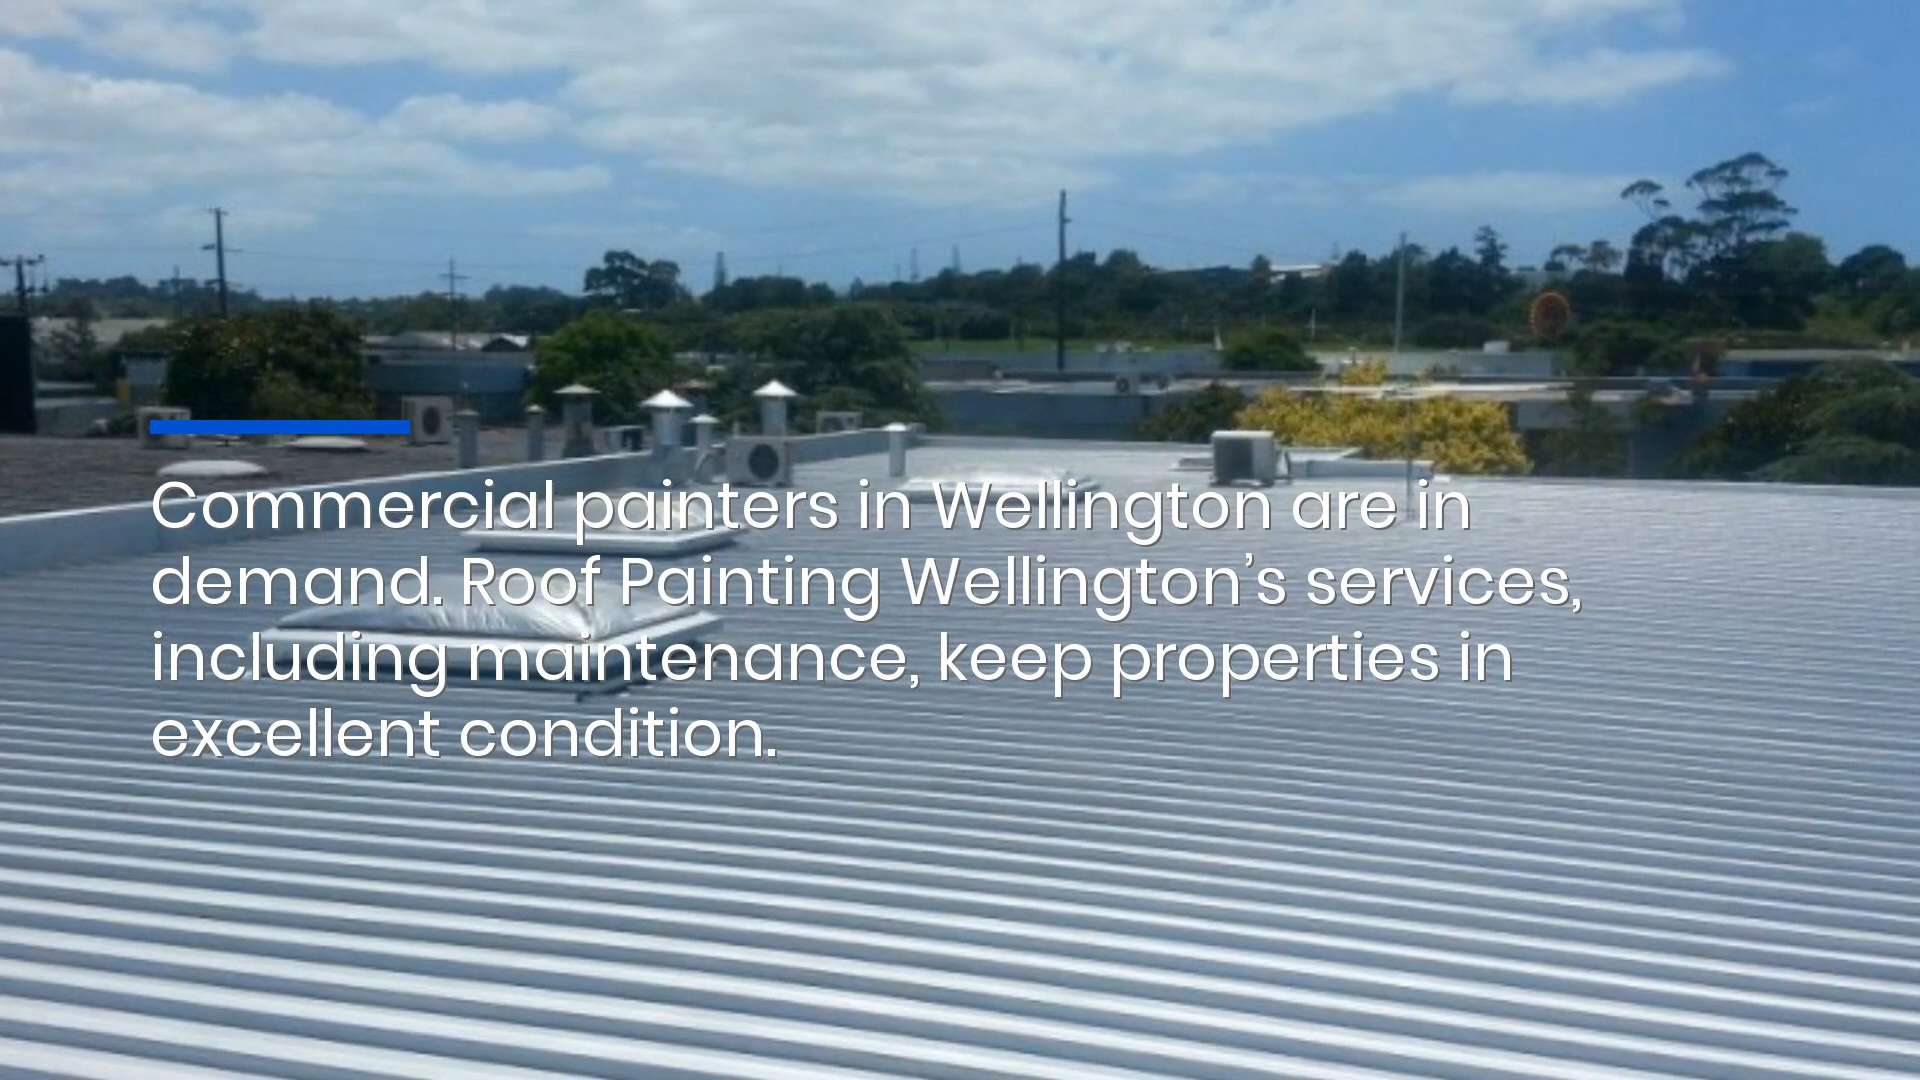 Commercial painters in Wellington are in
demand. Roof Painting Wellington’s services,
including maintenance, keep properties in
excellent condition.